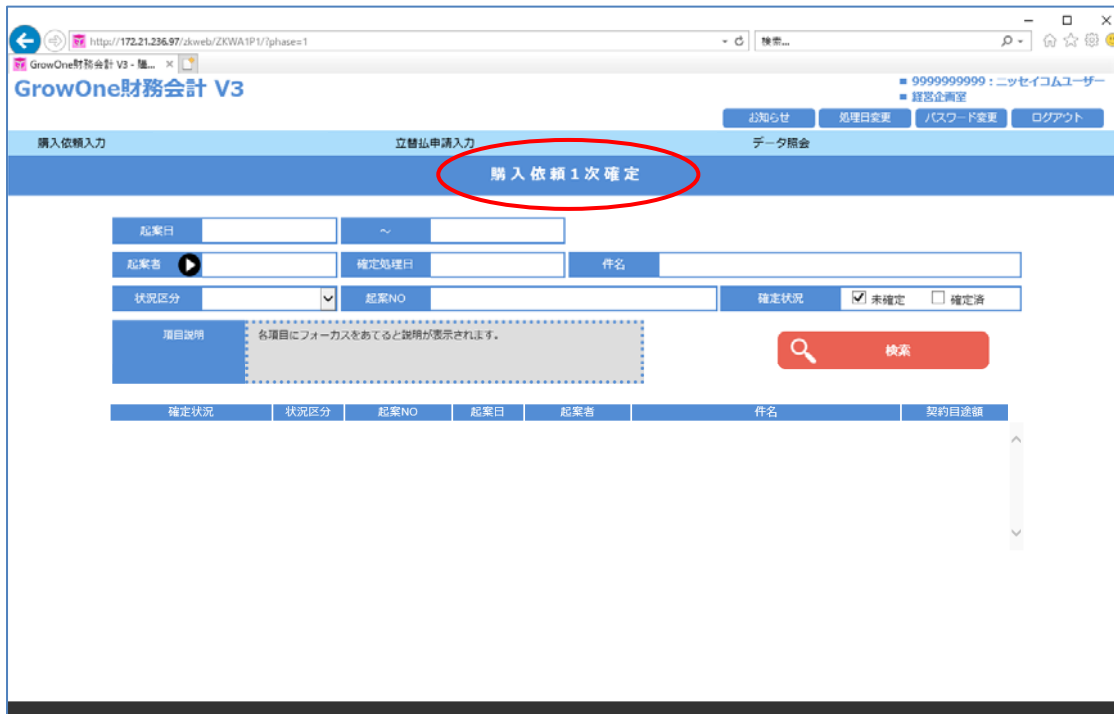 http://172.21.236.97/zkweb/ZKWA1P1/?phase=1
検索...
GrowOne財務会計 V3 - 購...
GrowOne財務会計 V3
9999999999：ニッセイコムユーザー
経営企画室
お知らせ 処理日変更 パスワード変更 ログアウト
購入依頼入力 立替払申請入力 データ照会
購入依頼1次確定
起案日 ～
起案者 確定処理日 件名
状況区分 起案NO 確定状況 未確定 確定済
項目説明 各項目にフォーカスをあてると説明が表示されます。 検索
確定状況 状況区分 起案NO 起案日 起案者 件名 契約目途額